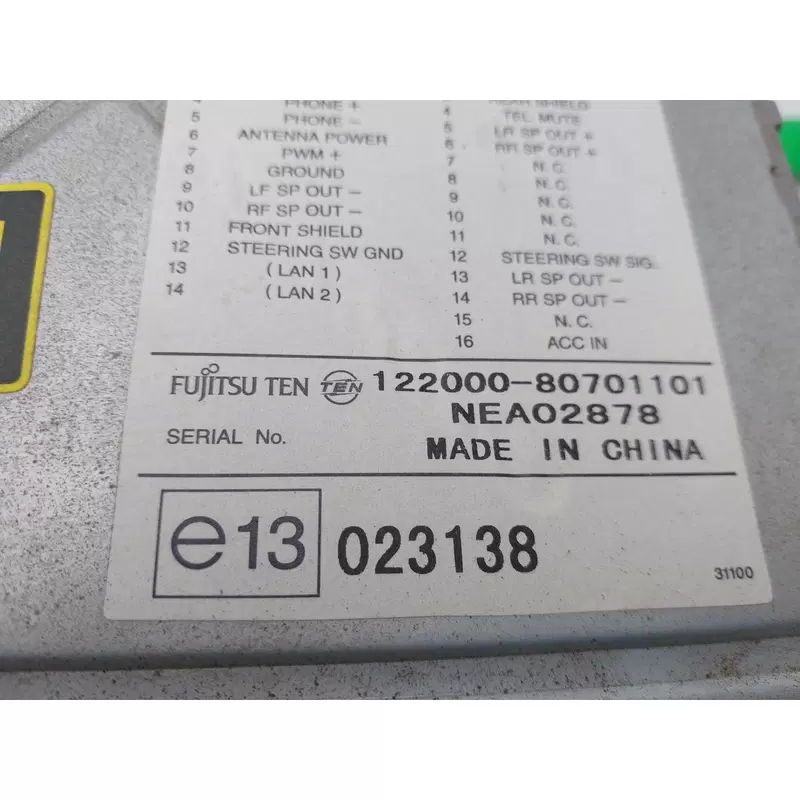 4 PHONE +
5 PHONE –
6 ANTENNA POWER
7 PWM +
8 GROUND
9 LF SP OUT –
10 RF SP OUT –
11 FRONT SHIELD
12 STEERING SW GND
13 (LAN 1)
14 (LAN 2)
REAR SHIELD
4 TEL MUTE
5 LR SP OUT +
6 RR SP OUT +
7 N.C.
8 N.C.
9 N.C.
10 N.C.
11 N.C.
12 STEERING SW SIG.
13 LR SP OUT –
14 RR SP OUT –
15 N.C.
16 ACC IN
FUJITSU TEN TEN 122000-80701101
NEA02878
SERIAL No.
MADE IN CHINA
e13 023138
31100